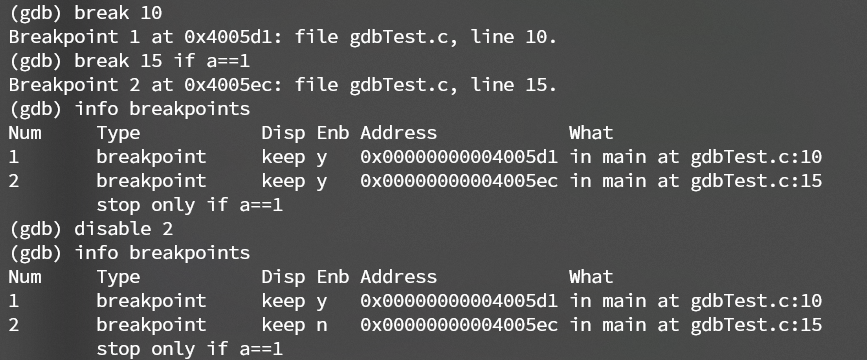 (gdb) break 10
Breakpoint 1 at 0x4005d1: file gdbTest.c, line 10.
(gdb) break 15 if a==1
Breakpoint 2 at 0x4005ec: file gdbTest.c, line 15.
(gdb) info breakpoints
Num     Type           Disp Enb Address            What
1       breakpoint     keep y   0x00000000004005d1 in main at gdbTest.c:10
2       breakpoint     keep y   0x00000000004005ec in main at gdbTest.c:15
        stop only if a==1
(gdb) disable 2
(gdb) info breakpoints
Num     Type           Disp Enb Address            What
1       breakpoint     keep y   0x00000000004005d1 in main at gdbTest.c:10
2       breakpoint     keep n   0x00000000004005ec in main at gdbTest.c:15
        stop only if a==1